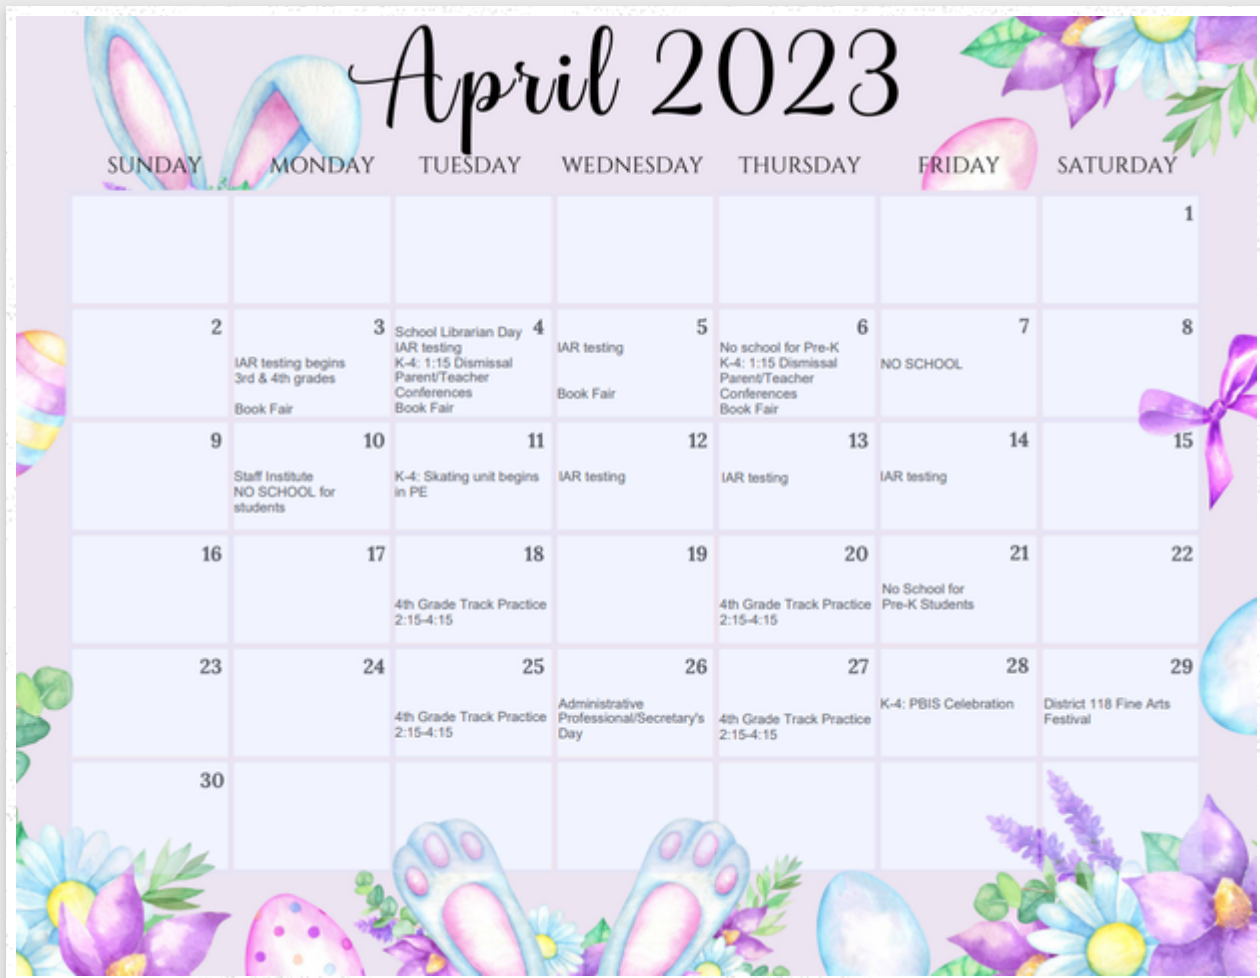 April 2023
SUNDAY MONDAY TUESDAY WEDNESDAY THURSDAY FRIDAY SATURDAY
1
2
3
IAR testing begins
3rd & 4th grades
Book Fair
School Librarian Day 4
IAR testing
K-4: 1:15 Dismissal
Parent/Teacher
Conferences
Book Fair
5
IAR testing
Book Fair
6
No school for Pre-K
K-4: 1:15 Dismissal
Parent/Teacher
Conferences
Book Fair
7
NO SCHOOL
8
9
10
Staff Institute
NO SCHOOL for
students
11
K-4: Skating unit begins
in PE
12
IAR testing
13
IAR testing
14
IAR testing
15
16
17
18
4th Grade Track Practice
2:15-4:15
19
20
4th Grade Track Practice
2:15-4:15
21
No School for
Pre-K Students
22
23
24
25
4th Grade Track Practice
2:15-4:15
26
Administrative
Professional/Secretary's
Day
27
4th Grade Track Practice
2:15-4:15
28
K-4: PBIS Celebration
29
District 118 Fine Arts
Festival
30